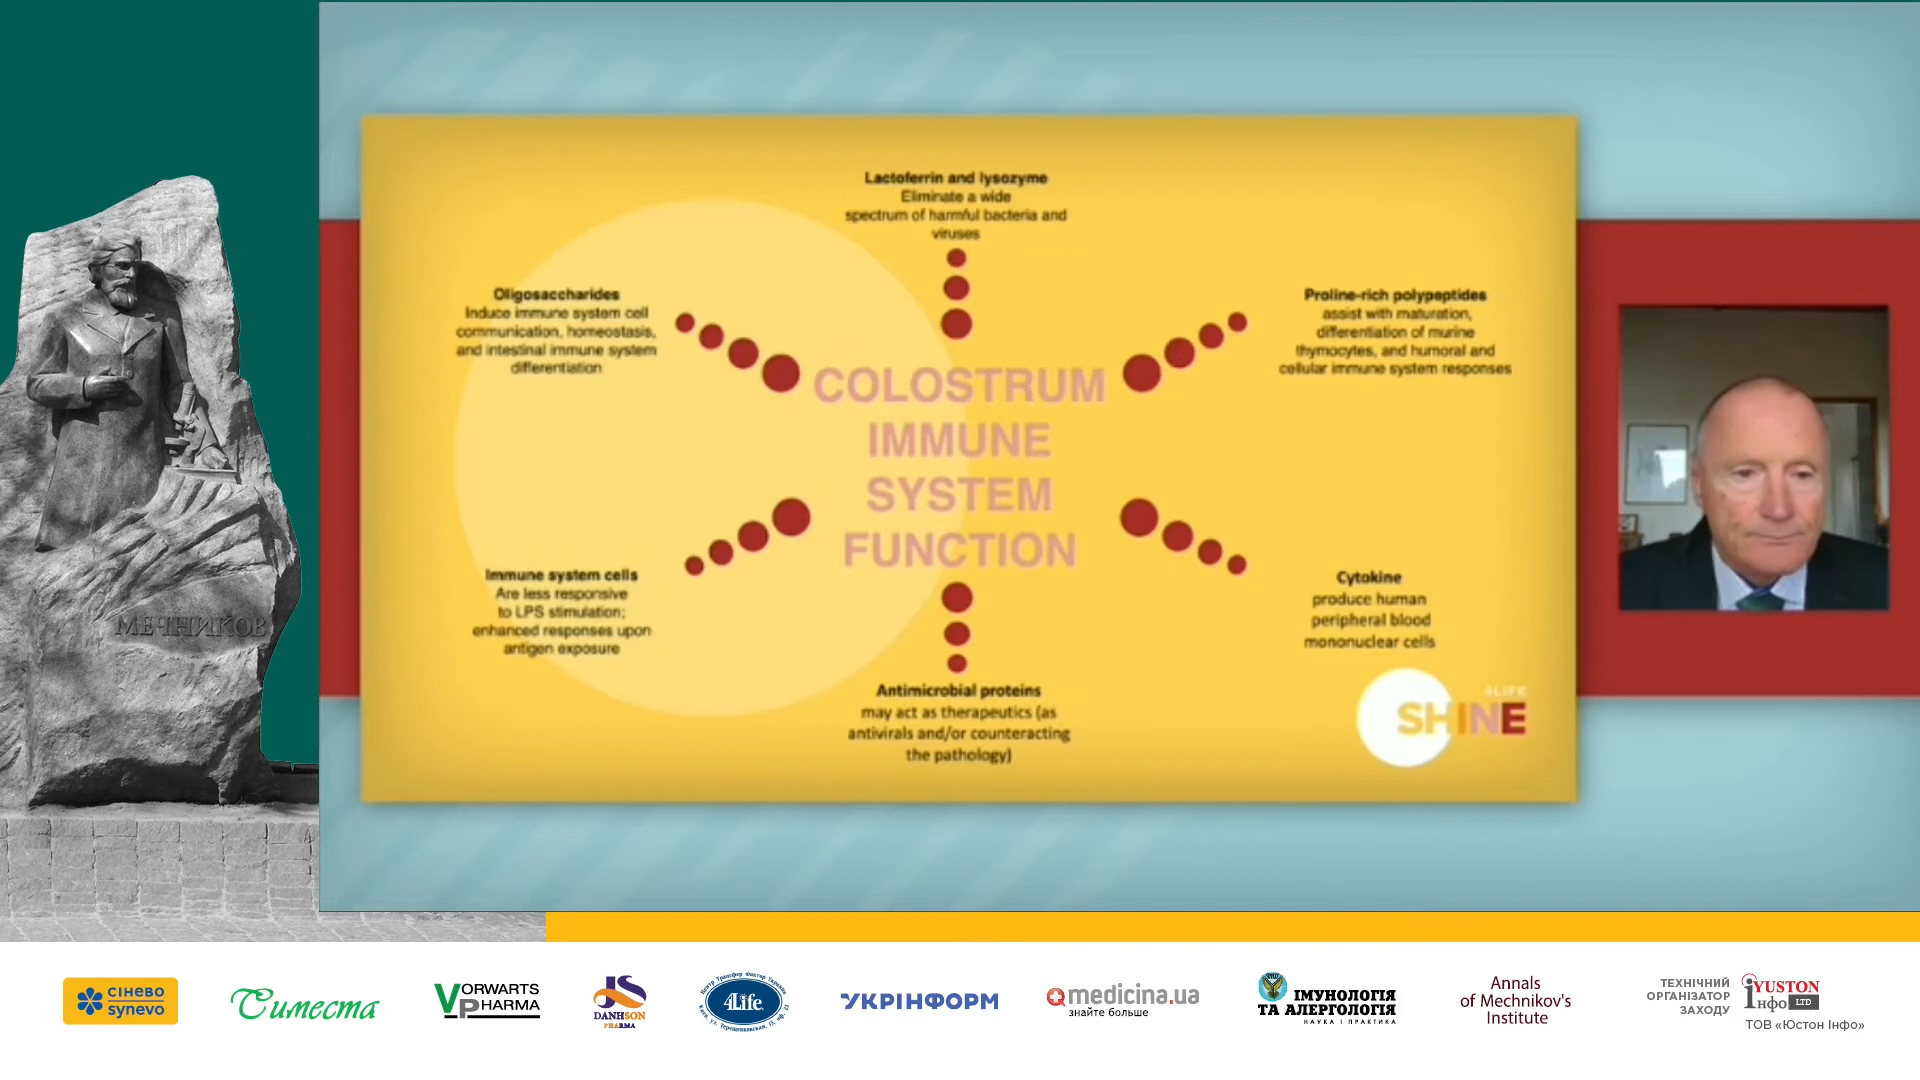 Lactoferrin and lysozyme
Eliminate a wide
spectrum of harmful bacteria and
viruses
Oligosaccharides
Induce immune system cell
communication, homeostasis,
and intestinal immune system
differentiation
Proline-rich polypeptides
assist with maturation,
differentiation of murine
thymocytes, and humoral and
cellular immune system responses
COLOSTRUM
IMMUNE
SYSTEM
FUNCTION
Immune system cells
Are less responsive
to LPS stimulation;
enhanced responses upon
antigen exposure
Cytokine
produce human
peripheral blood
mononuclear cells
Antimicrobial proteins
may act as therapeutics (as
antivirals and/or counteracting
the pathology)
4LIFE
SHINE
МЕЧНИКОВ
СІНЕВО
synevo
Симеста
VORWARTS
PHARMA
DANHSON
PHARMA
Центр Трансфер Фактор Україна
4Life
УКРІНФОРМ
medicina.ua
знайте больше
ІМУНОЛОГІЯ
ТА АЛЕРГОЛОГІЯ
НАУКА І ПРАКТИКА
Annals
of Mechnikov's
Institute
ТЕХНІЧНИЙ
ОРГАНІЗАТОР
ЗАХОДУ
YUSTON
Інфо LTD
ТОВ «Юстон Інфо»